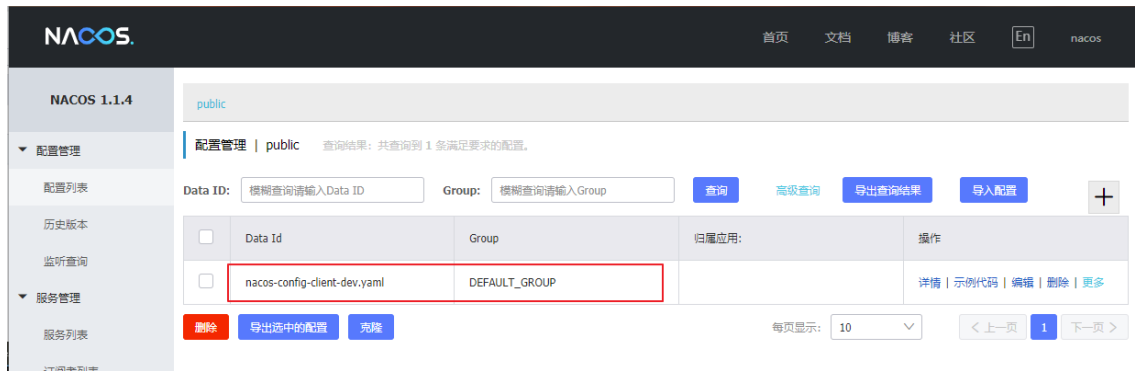 NACOS.
首页 文档 博客 社区 En nacos
NACOS 1.1.4
public
配置管理
配置管理 | public 查询结果：共查询到 1 条满足要求的配置。
配置列表
Data ID: 模糊查询请输入Data ID Group: 模糊查询请输入Group 查询 高级查询 导出查询结果 导入配置
历史版本
Data Id Group 归属应用: 操作
监听查询
nacos-config-client-dev.yaml DEFAULT_GROUP 详情 | 示例代码 | 编辑 | 删除 | 更多
服务管理
删除 导出选中的配置 克隆 每页显示: 10 < 上一页 1 下一页 >
服务列表
订阅者列表